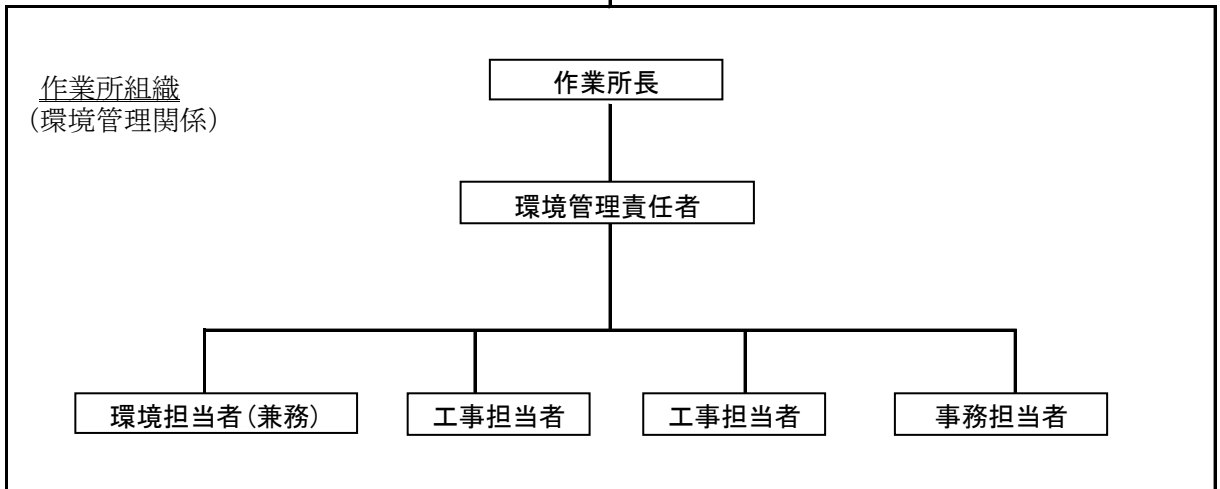 作業所組織
（環境管理関係）
作業所長
環境管理責任者
環境担当者（兼務）
工事担当者
工事担当者
事務担当者